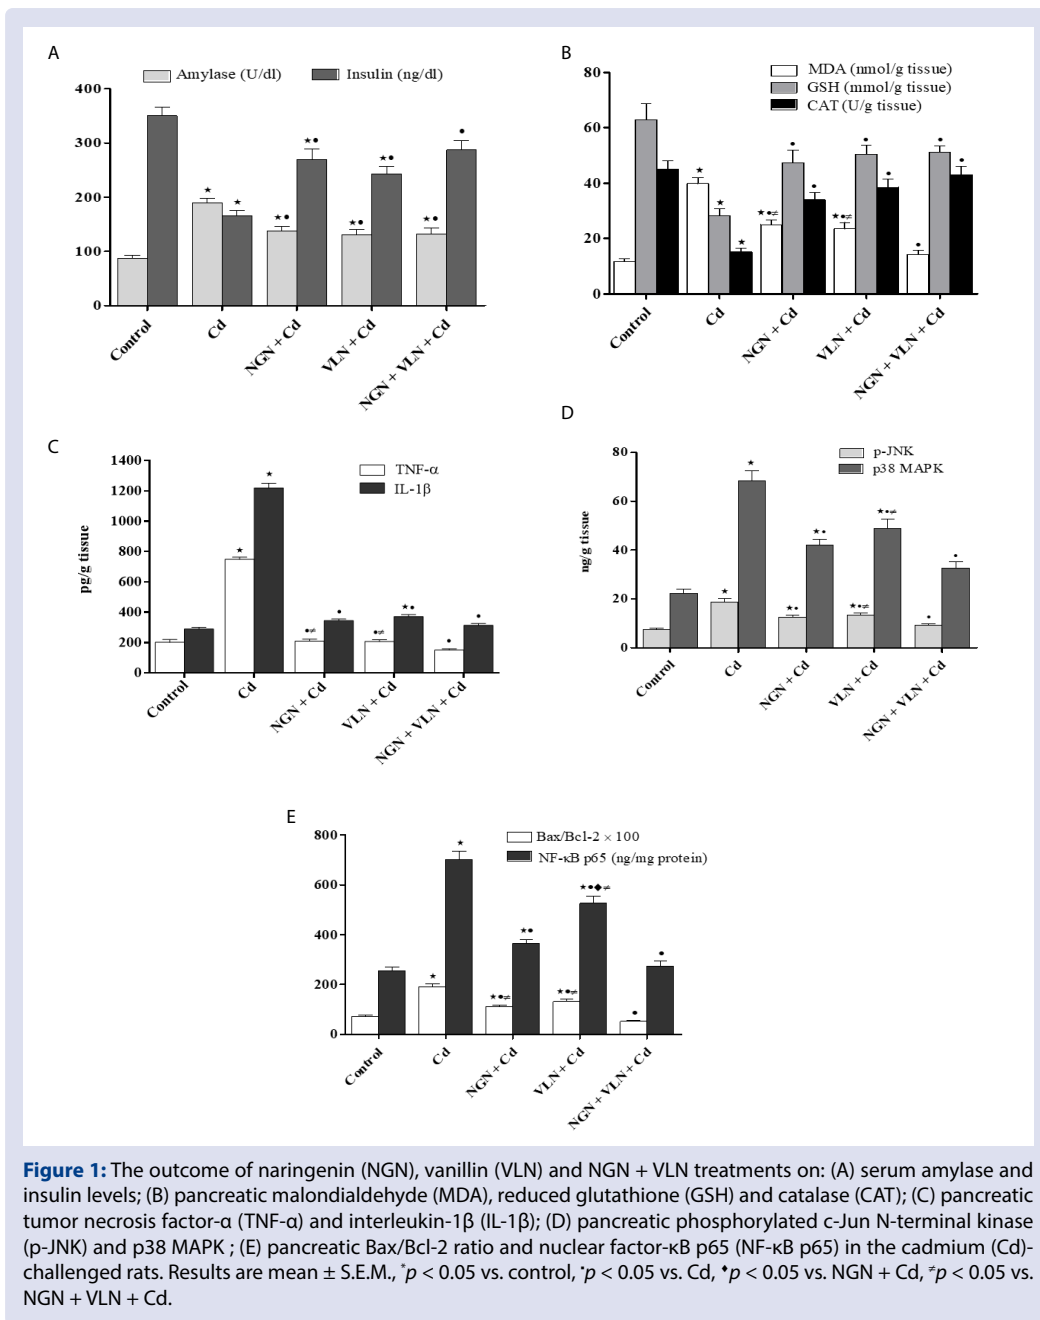 A
Amylase (U/dl) Insulin (ng/dl)
400
300
200
100
0
★ ★ ★● ★● ★● ★● ★● ●
Control Cd NGN + Cd VLN + Cd NGN + VLN + Cd
B
MDA (nmol/g tissue)
GSH (mmol/g tissue)
CAT (U/g tissue)
80
60
40
20
0
★ ★ ★ ★●≠ ● ● ★●≠ ● ● ● ● ●
Control Cd NGN + Cd VLN + Cd NGN + VLN + Cd
C
TNF-α
IL-1β
pg/g tissue
1400
1200
1000
800
600
400
200
0
★ ★ ●≠ ● ●≠ ★● ● ●
Control Cd NGN + Cd VLN + Cd NGN + VLN + Cd
D
p-JNK
p38 MAPK
ng/g tissue
80
60
40
20
0
★ ★ ★● ★● ★●≠ ★●≠ ● ●
Control Cd NGN + Cd VLN + Cd NGN + VLN + Cd
E
Bax/Bcl-2 × 100
NF-κB p65 (ng/mg protein)
800
600
400
200
0
★ ★ ★●≠ ★● ★●≠ ★●◆≠ ● ●
Control Cd NGN + Cd VLN + Cd NGN + VLN + Cd
Figure 1: The outcome of naringenin (NGN), vanillin (VLN) and NGN + VLN treatments on: (A) serum amylase and
insulin levels; (B) pancreatic malondialdehyde (MDA), reduced glutathione (GSH) and catalase (CAT); (C) pancreatic
tumor necrosis factor-α (TNF-α) and interleukin-1β (IL-1β); (D) pancreatic phosphorylated c-Jun N-terminal kinase
(p-JNK) and p38 MAPK ; (E) pancreatic Bax/Bcl-2 ratio and nuclear factor-κB p65 (NF-κB p65) in the cadmium (Cd)-
challenged rats. Results are mean ± S.E.M., *p < 0.05 vs. control, •p < 0.05 vs. Cd, ◆p < 0.05 vs. NGN + Cd, ≠p < 0.05 vs.
NGN + VLN + Cd.